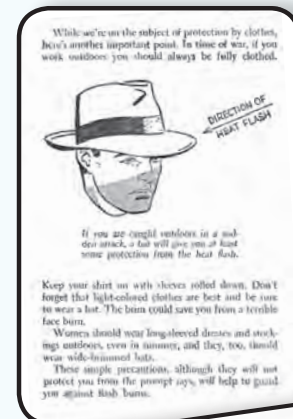 While we're on the subject of protection by clothes,
here's another important point. In time of war, if you
work outdoors you should always be fully clothed.
DIRECTION OF
HEAT FLASH
If you are caught outdoors in a sud-
den attack, a hat will give you at least
some protection from the heat flash.
Keep your shirt on with sleeves rolled down. Don't
forget that light-colored clothes are best and be sure
to wear a hat. The brim could save you from a terrible
face burn.
Women should wear long-sleeved dresses and stock-
ings outdoors, even in summer, and they, too, should
wear wide-brimmed hats.
These simple precautions, although they will not
protect you from the prompt rays, will help to guard
you against flash burns.